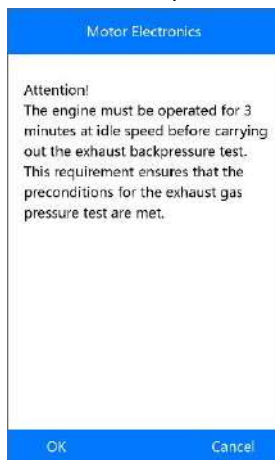 Motor Electronics
Attention!
The engine must be operated for 3
minutes at idle speed before carrying
out the exhaust backpressure test.
This requirement ensures that the
preconditions for the exhaust gas
pressure test are met.
OK
Cancel